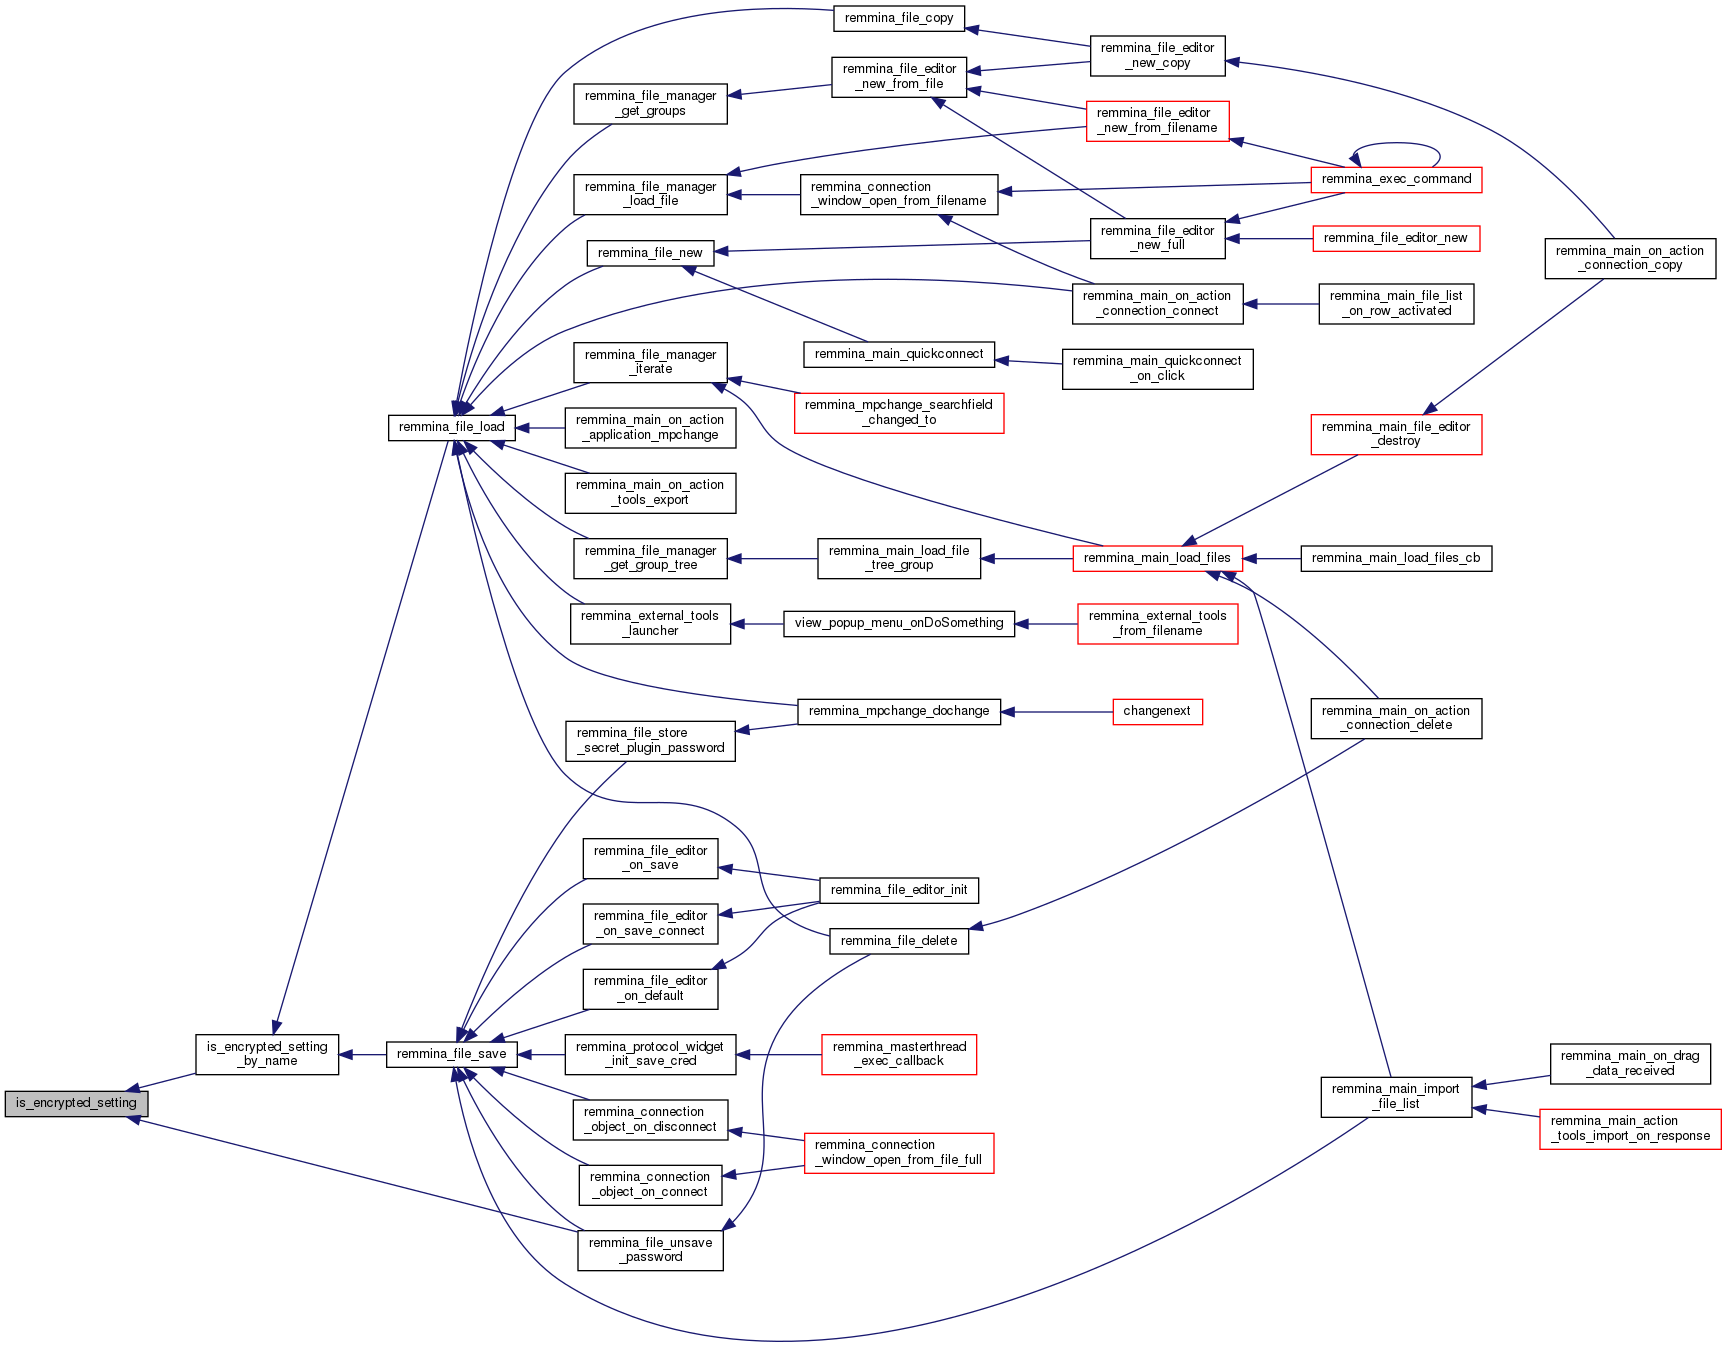 remmina_file_copy
remmina_file_editor
_new_copy
remmina_file_editor
_new_from_file
remmina_file_manager
_get_groups
remmina_file_editor
_new_from_filename
remmina_exec_command
remmina_file_manager
_load_file
remmina_connection
_window_open_from_filename
remmina_file_editor
_new_full
remmina_file_editor_new
remmina_main_on_action
_connection_copy
remmina_file_new
remmina_main_on_action
_connection_connect
remmina_main_file_list
_on_row_activated
remmina_file_manager
_iterate
remmina_main_quickconnect
remmina_main_quickconnect
_on_click
remmina_mpchange_searchfield
_changed_to
remmina_file_load
remmina_main_on_action
_application_mpchange
remmina_main_file_editor
_destroy
remmina_main_on_action
_tools_export
remmina_file_manager
_get_group_tree
remmina_main_load_file
_tree_group
remmina_main_load_files
remmina_main_load_files_cb
remmina_external_tools
_launcher
view_popup_menu_onDoSomething
remmina_external_tools
_from_filename
remmina_mpchange_dochange
changenext
remmina_main_on_action
_connection_delete
remmina_file_store
_secret_plugin_password
remmina_file_editor
_on_save
remmina_file_editor_init
remmina_file_editor
_on_save_connect
remmina_file_delete
remmina_file_editor
_on_default
is_encrypted_setting
_by_name
remmina_file_save
remmina_protocol_widget
_init_save_cred
remmina_masterthread
_exec_callback
remmina_main_on_drag
_data_received
is_encrypted_setting
remmina_main_import
_file_list
remmina_connection
_object_on_disconnect
remmina_main_action
_tools_import_on_response
remmina_connection
_window_open_from_file_full
remmina_connection
_object_on_connect
remmina_file_unsave
_password